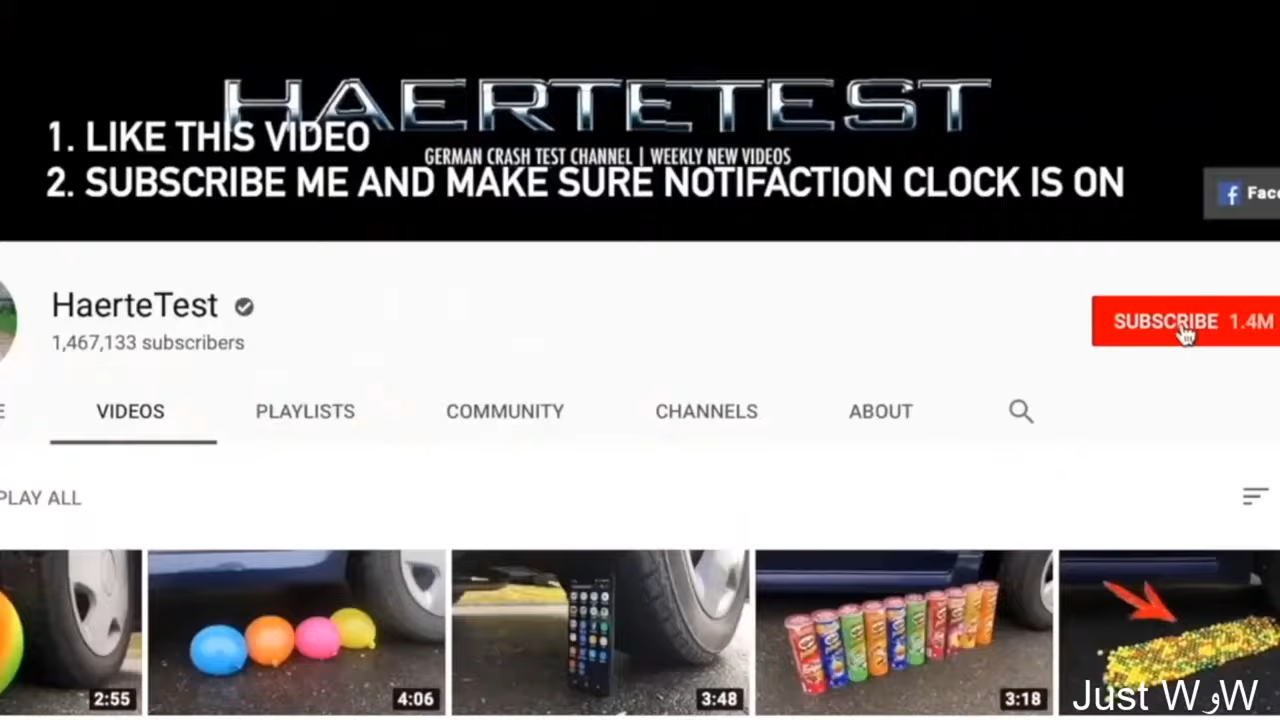 HAERTETEST
1. LIKE THIS VIDEO
GERMAN CRASH TEST CHANNEL | WEEKLY NEW VIDEOS
2. SUBSCRIBE ME AND MAKE SURE NOTIFACTION CLOCK IS ON
f Face
HaerteTest
1,467,133 subscribers
SUBSCRIBE 1.4M
E VIDEOS PLAYLISTS COMMUNITY CHANNELS ABOUT
PLAY ALL
2:55 4:06 3:48 3:18
Just WوW